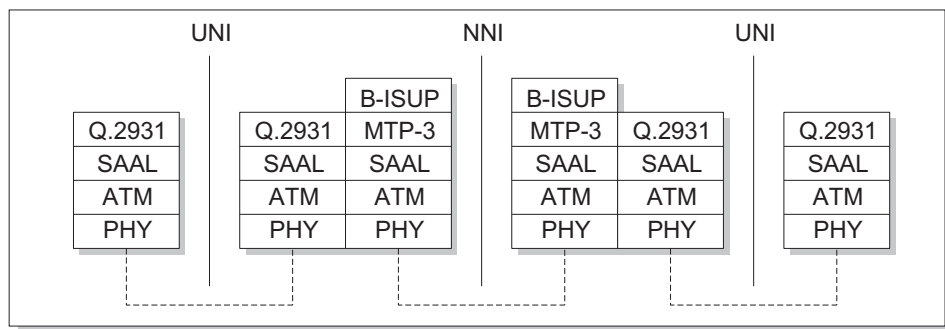 UNI NNI UNI
B-ISUP B-ISUP
Q.2931 Q.2931 MTP-3 MTP-3 Q.2931 Q.2931
SAAL SAAL SAAL SAAL SAAL SAAL
ATM ATM ATM ATM ATM ATM
PHY PHY PHY PHY PHY PHY